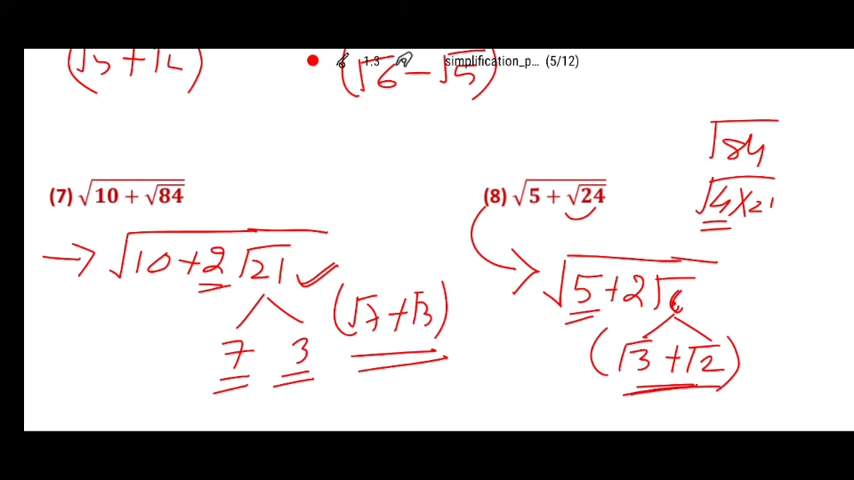 (√5 + √2)
1.3 simplification_p... (5/12)
(√6 - √5)
√84
√4×21
(7) √(10 + √84)
(8) √(5 + √24)
→ √(10 + 2√21) ✓
7 3
(√7 + √3)
√(5 + 2√6)
(√3 + √2)